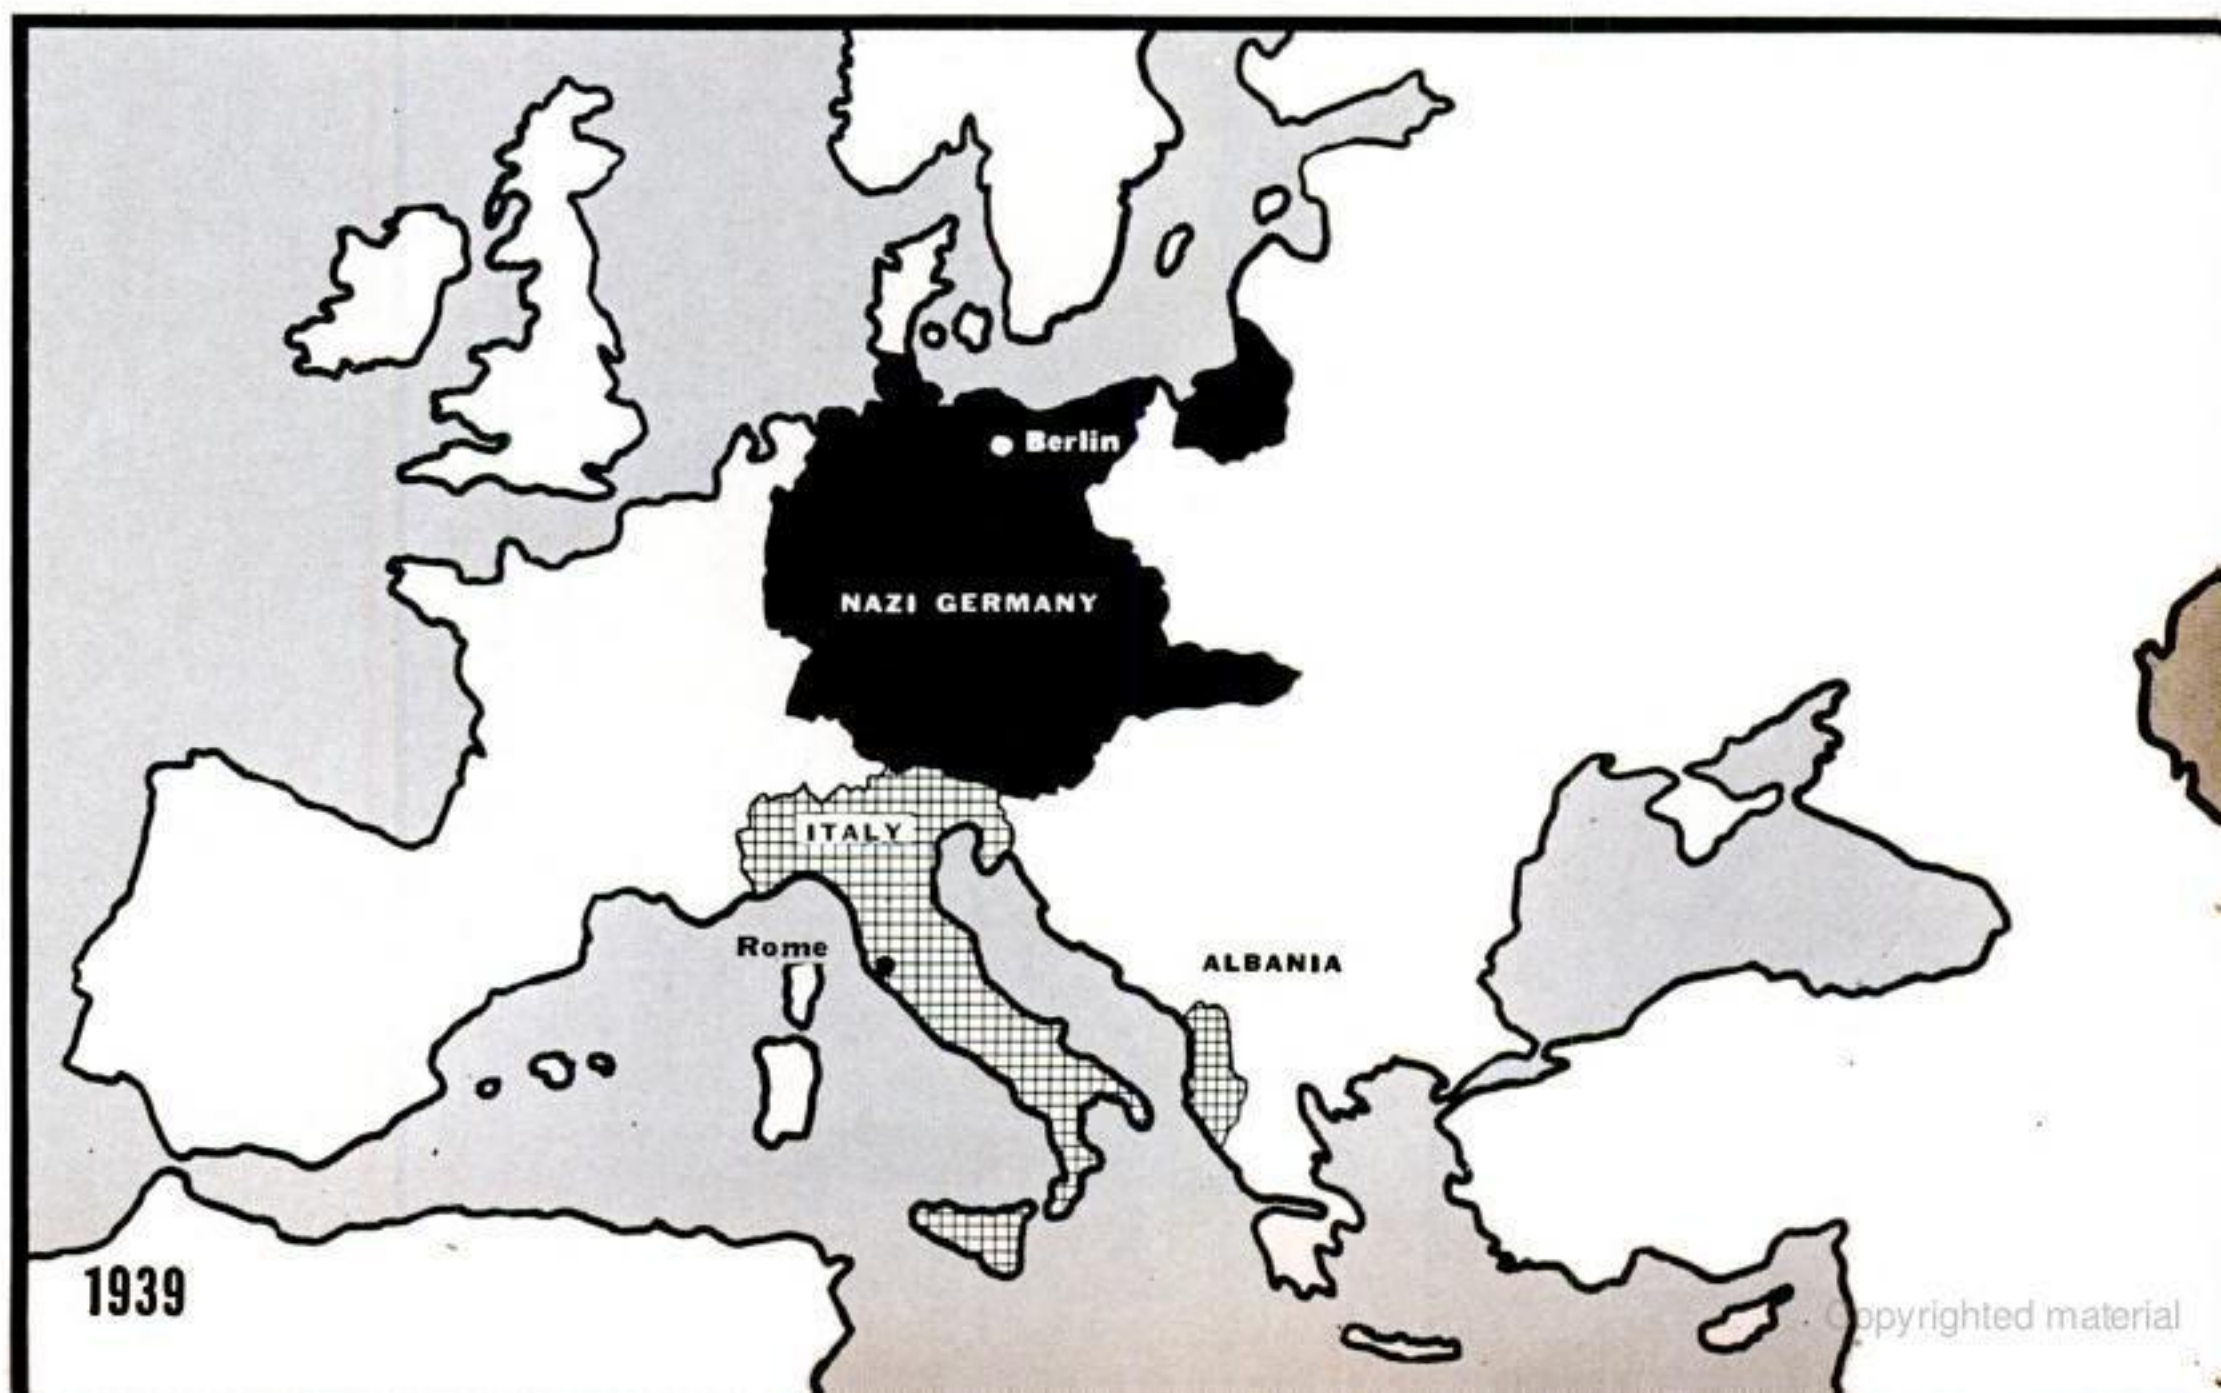 Berlin
NAZI GERMANY
ITALY
Rome
ALBANIA
1939
Copyrighted material